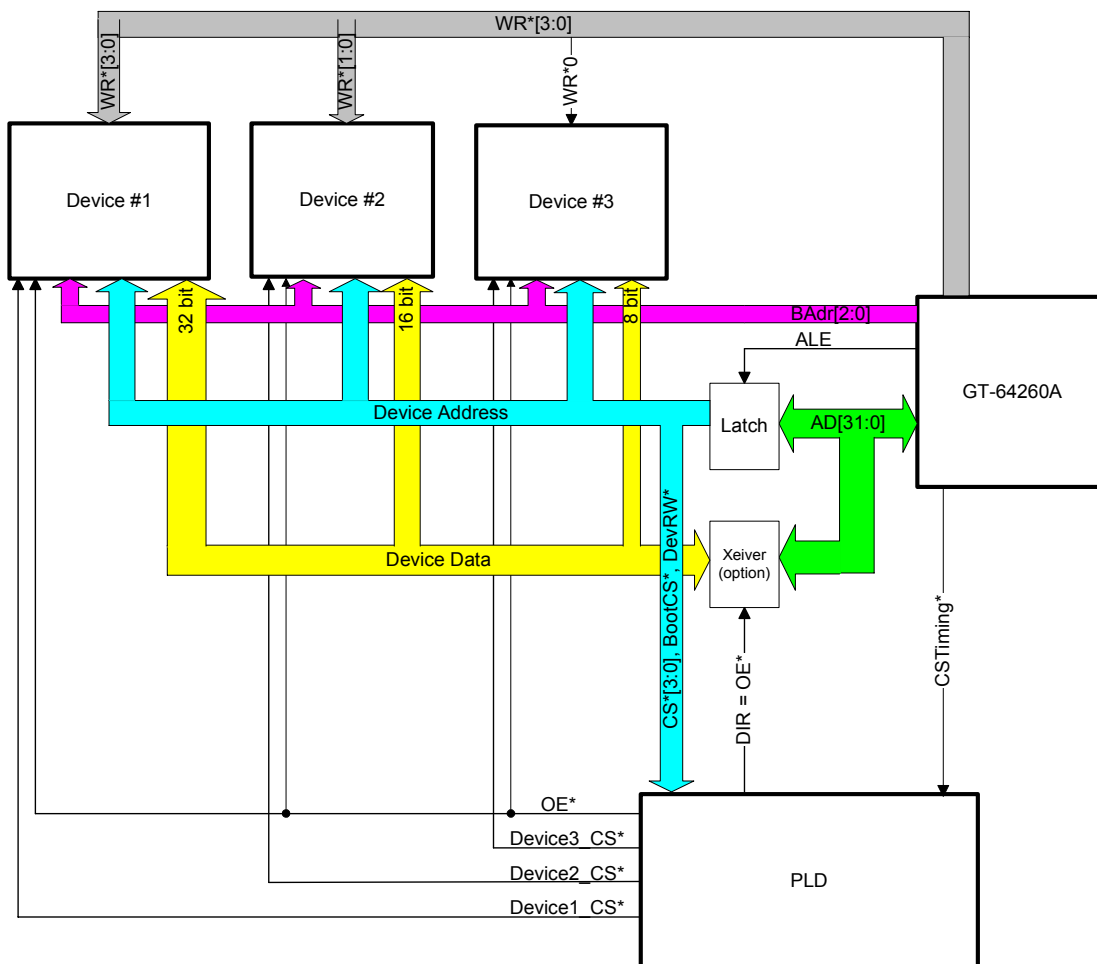 WR*[3:0]
WR*[3:0]
WR*[1:0]
WR*0
Device #1
Device #2
Device #3
32 bit
16 bit
8 bit
BAdr[2:0]
ALE
GT-64260A
Device Address
Latch
AD[31:0]
Device Data
Xeiver
(option)
CS*[3:0], BootCS*, DevRW*
DIR = OE*
CSTiming*
OE*
Device3_CS*
Device2_CS*
Device1_CS*
PLD